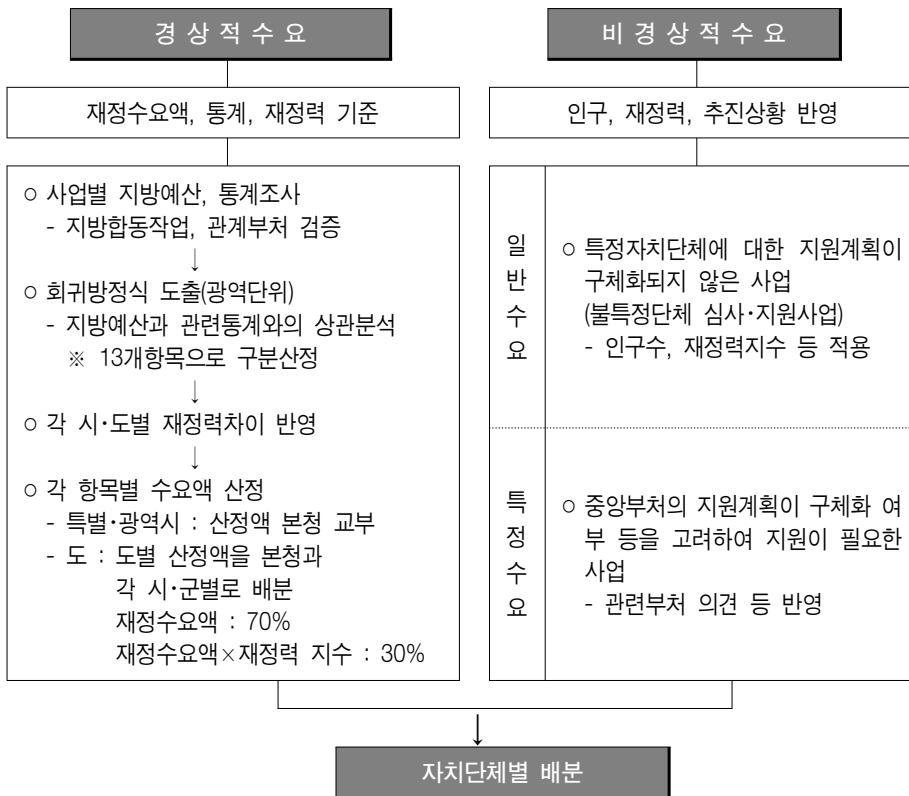 경 상 적 수 요
재정수요액, 통계, 재정력 기준
○ 사업별 지방예산, 통계조사
- 지방합동작업, 관계부처 검증
↓
○ 회귀방정식 도출(광역단위)
- 지방예산과 관련통계와의 상관분석
※ 13개항목으로 구분산정
↓
○ 각 시·도별 재정력차이 반영
↓
○ 각 항목별 수요액 산정
- 특별·광역시 : 산정액 본청 교부
- 도 : 도별 산정액을 본청과
각 시·군별로 배분
재정수요액 : 70%
재정수요액×재정력 지수 : 30%
비 경 상 적 수 요
인구, 재정력, 추진상황 반영
일
반
수
요
○ 특정자치단체에 대한 지원계획이
구체화되지 않은 사업
(불특정단체 심사·지원사업)
- 인구수, 재정력지수 등 적용
특
정
수
요
○ 중앙부처의 지원계획이 구체화 여
부 등을 고려하여 지원이 필요한
사업
- 관련부처 의견 등 반영
↓
자치단체별 배분